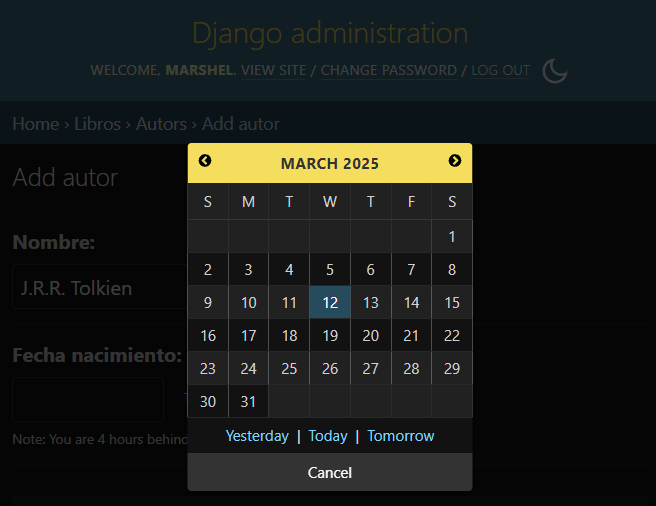 Django administration
WELCOME, MARSHEL. VIEW SITE / CHANGE PASSWORD / LOG OUT
Home › Libros › Autors › Add autor
Add autor
Nombre:
J.R.R. Tolkien
Fecha nacimiento:
Note: You are 4 hours behind
MARCH 2025
S M T W T F S
1
2 3 4 5 6 7 8
9 10 11 12 13 14 15
16 17 18 19 20 21 22
23 24 25 26 27 28 29
30 31
Yesterday | Today | Tomorrow
Cancel